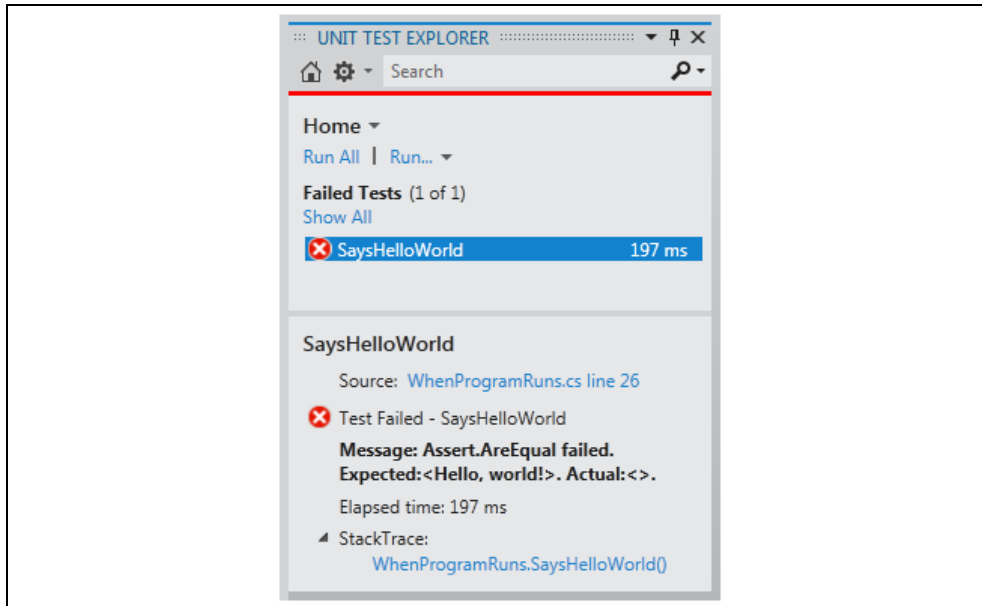 UNIT TEST EXPLORER
Search
Home
Run All | Run...
Failed Tests (1 of 1)
Show All
SaysHelloWorld 197 ms
SaysHelloWorld
Source: WhenProgramRuns.cs line 26
Test Failed - SaysHelloWorld
Message: Assert.AreEqual failed.
Expected:<Hello, world!>. Actual:<>.
Elapsed time: 197 ms
StackTrace:
WhenProgramRuns.SaysHelloWorld()